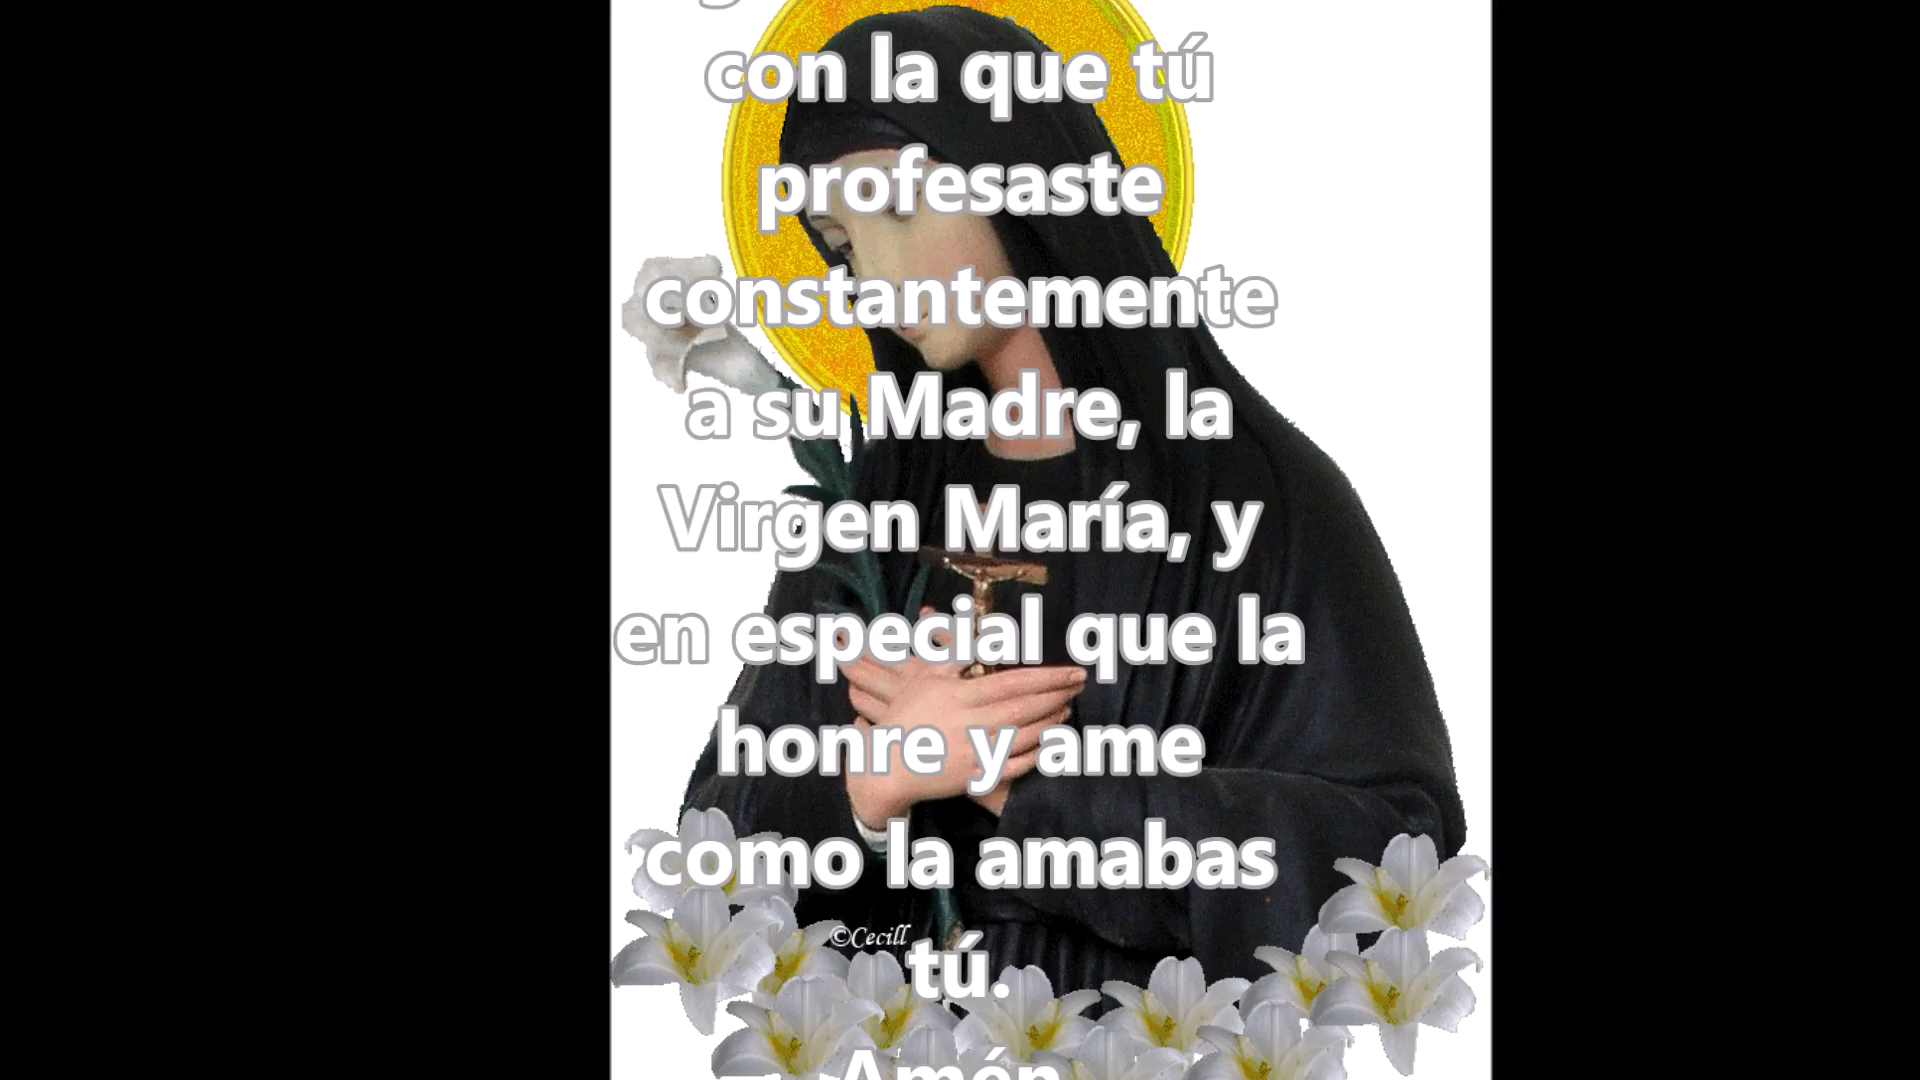 con la que tú
profesaste
constantemente
a su Madre, la
Virgen María, y
en especial que la
honre y ame
como la amabas
tú.
©Cecill
Amén